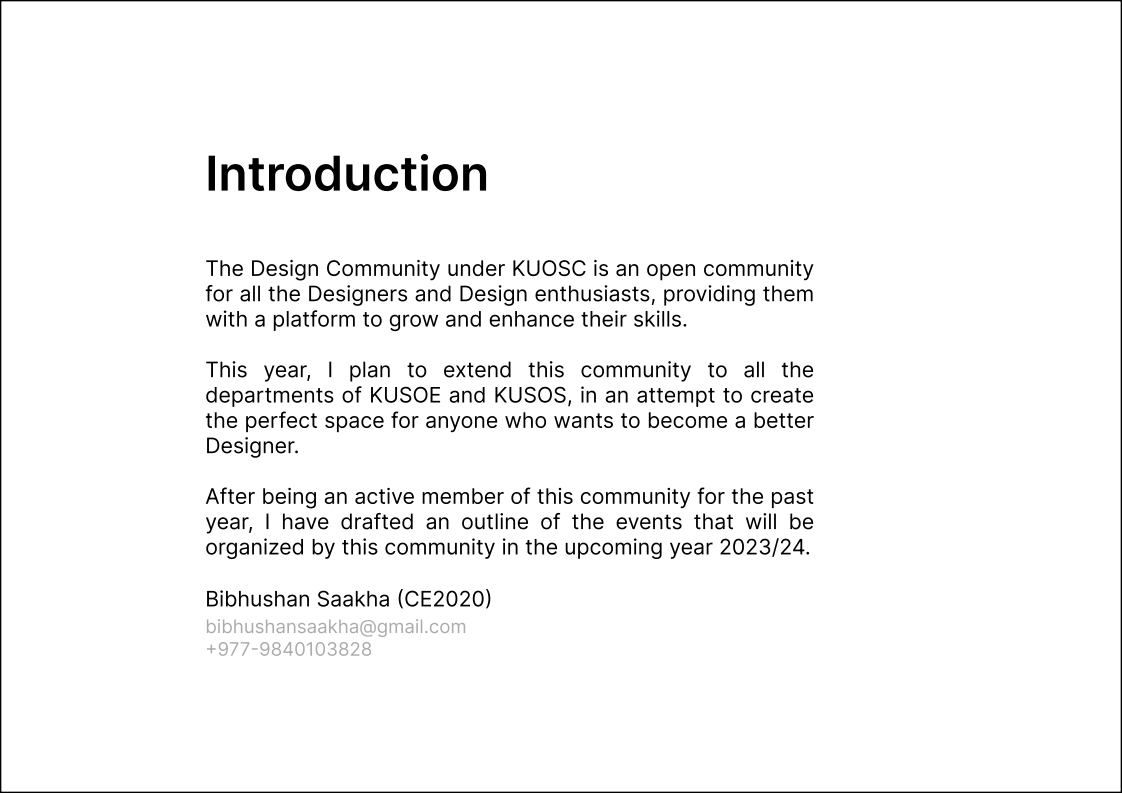 Introduction
The Design Community under KUOSC is an open community
for all the Designers and Design enthusiasts, providing them
with a platform to grow and enhance their skills.
This year, I plan to extend this community to all the
departments of KUSOE and KUSOS, in an attempt to create
the perfect space for anyone who wants to become a better
Designer.
After being an active member of this community for the past
year, I have drafted an outline of the events that will be
organized by this community in the upcoming year 2023/24.
Bibhushan Saakha (CE2020)
bibhushansaakha@gmail.com
+977-9840103828